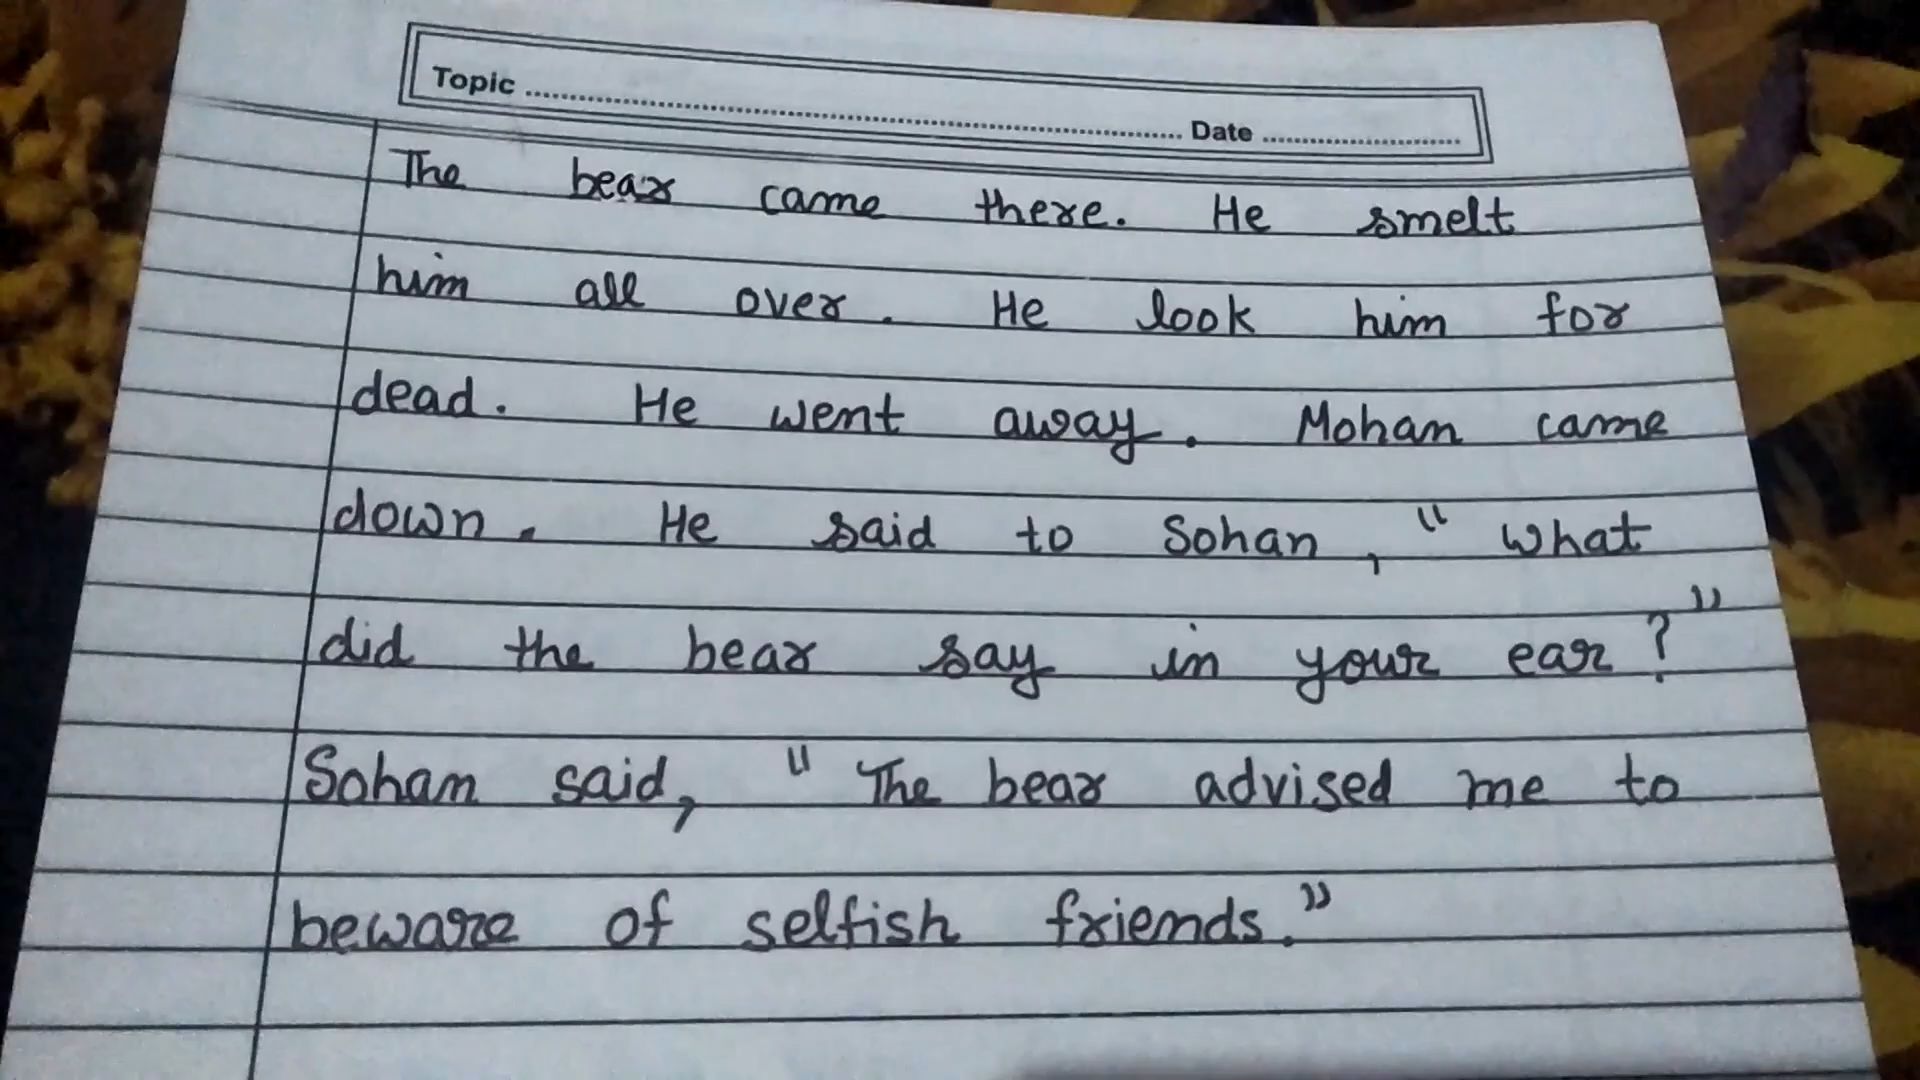 Topic .......... Date ..........
The bear came there. He smelt
him all over. He look him for
dead. He went away. Mohan came
down. He said to Sohan, " what
did the bear say in your ear?"
Sohan said, " The bear advised me to
beware of selfish friends."